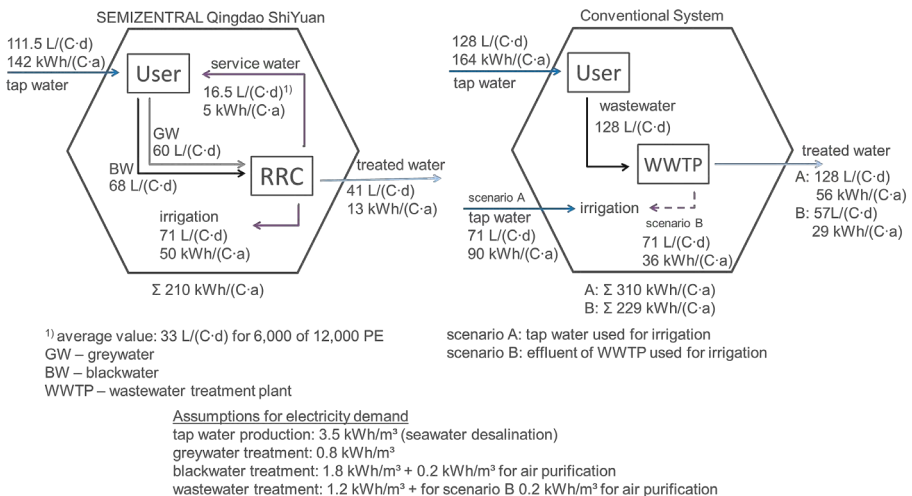 SEMIZENTRAL Qingdao ShiYuan
111.5 L/(C·d)
142 kWh/(C·a)
tap water
User
service water
16.5 L/(C·d)¹⁾
5 kWh/(C·a)
GW
60 L/(C·d)
BW
68 L/(C·d)
RRC
treated water
41 L/(C·d)
13 kWh/(C·a)
irrigation
71 L/(C·d)
50 kWh/(C·a)
Σ 210 kWh/(C·a)
Conventional System
128 L/(C·d)
164 kWh/(C·a)
tap water
User
wastewater
128 L/(C·d)
WWTP
treated water
A: 128 L/(C·d)
56 kWh/(C·a)
B: 57L/(C·d)
29 kWh/(C·a)
scenario A
tap water
71 L/(C·d)
90 kWh/(C·a)
irrigation
scenario B
71 L/(C·d)
36 kWh/(C·a)
A: Σ 310 kWh/(C·a)
B: Σ 229 kWh/(C·a)
¹⁾ average value: 33 L/(C·d) for 6,000 of 12,000 PE
GW – greywater
BW – blackwater
WWTP – wastewater treatment plant
scenario A: tap water used for irrigation
scenario B: effluent of WWTP used for irrigation
Assumptions for electricity demand
tap water production: 3.5 kWh/m³ (seawater desalination)
greywater treatment: 0.8 kWh/m³
blackwater treatment: 1.8 kWh/m³ + 0.2 kWh/m³ for air purification
wastewater treatment: 1.2 kWh/m³ + for scenario B 0.2 kWh/m³ for air purification